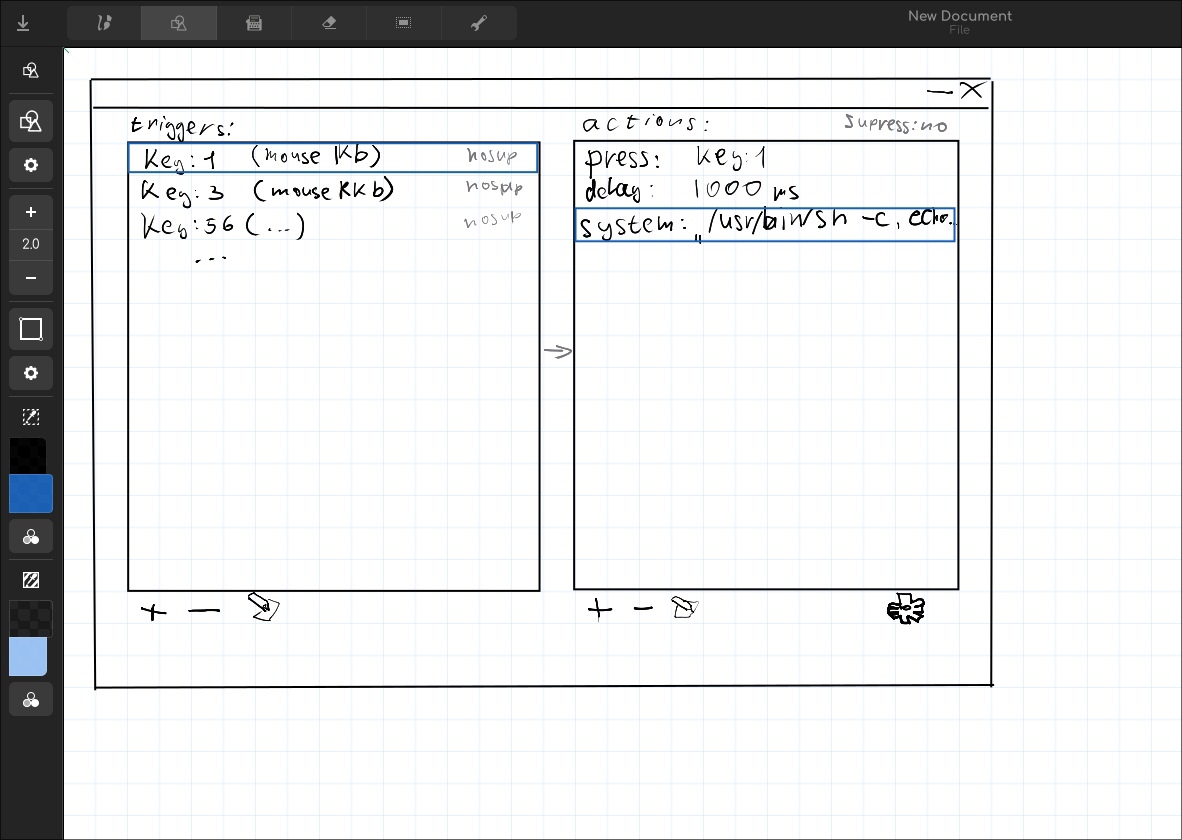 New Document
File
2.0
triggers:
Key:1 (mouse Kb) nosup
Key:3 (mouse KKb) nosup
Key:56 (...) nosup
...
actions: Supress:no
press: Key:1
delay: 1000 ms
system: „/usr/bin/sh -c, echo..